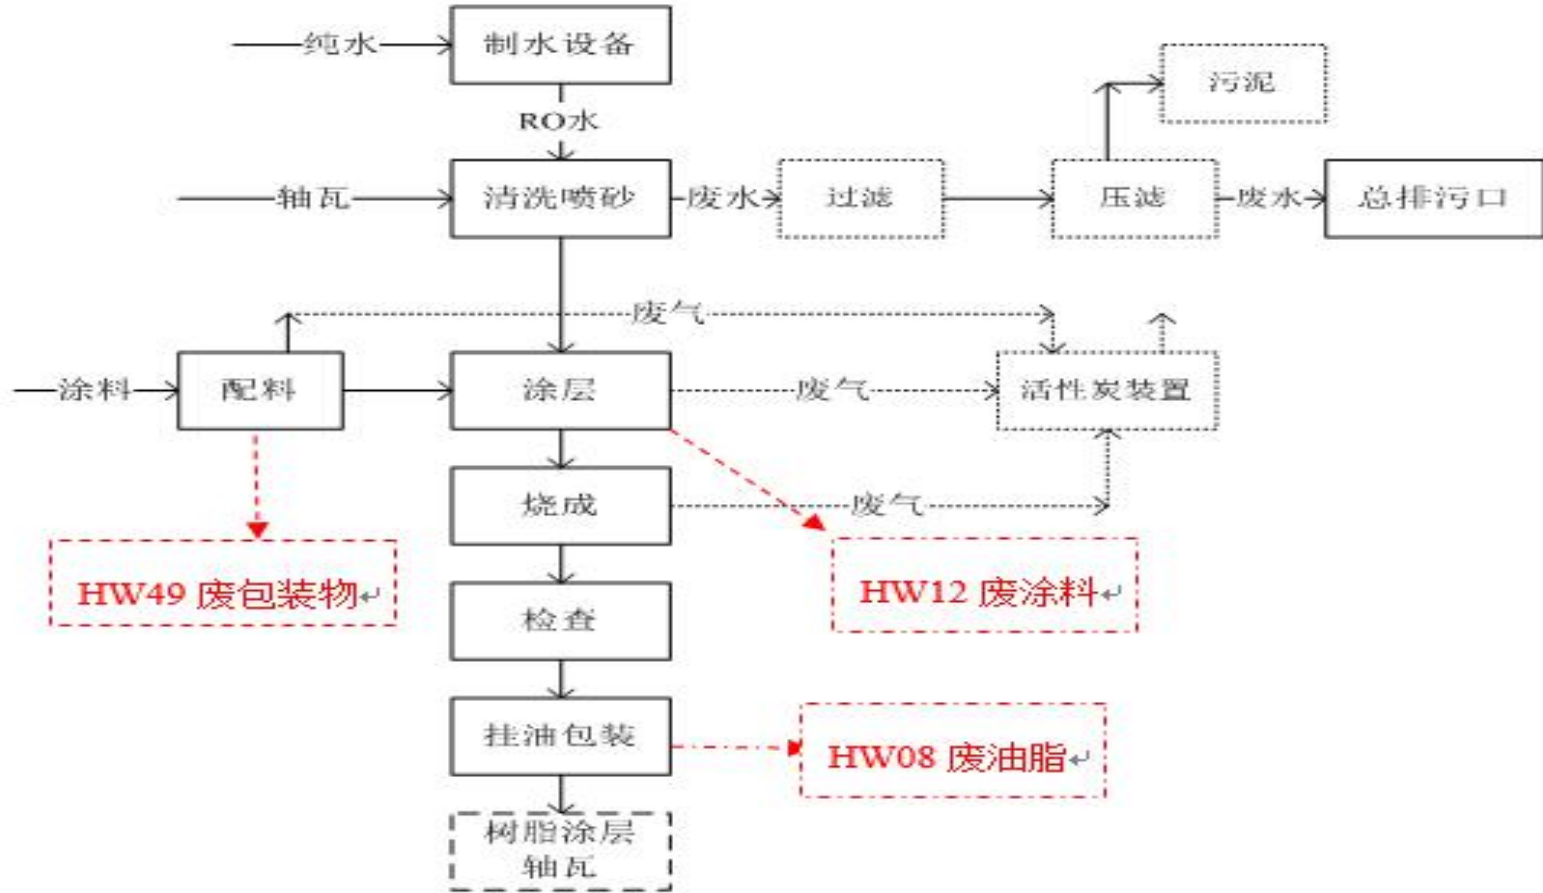 纯水
制水设备
污泥
RO水
轴瓦
清洗喷砂
废水
过滤
压滤
废水
总排污口
废气
涂料
配料
涂层
废气
活性炭装置
烧成
废气
HW49 废包装物↵
HW12 废涂料↵
检查
挂油包装
HW08 废油脂↵
树脂涂层
轴瓦